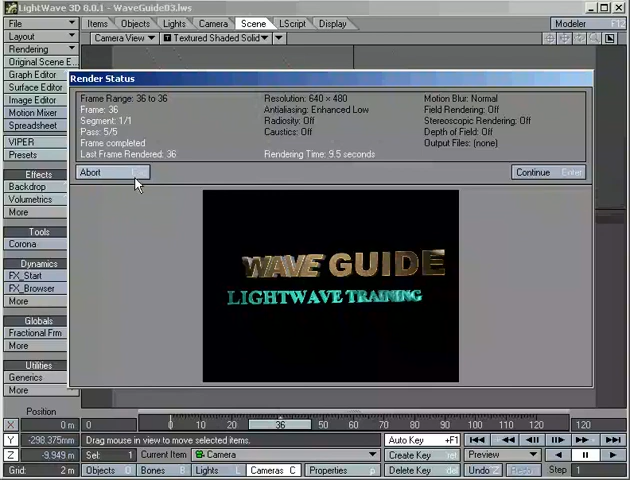 LightWave 3D 8.0.1 - WaveGuide03.lws
File Items Objects Lights Camera Scene LScript Display Modeler F12
Layout Camera View Textured Shaded Solid
Rendering
Original Scene E...
Graph Editor
Surface Editor
Image Editor
Motion Mixer
Spreadsheet
VIPER
Presets
Effects
Backdrop
Volumetrics
More
Tools
Corona
Dynamics
FX_Start
FX_Browser
More
Globals
Fractional Frm
More
Utilities
Generics
More
Render Status
Frame Range: 36 to 36 Resolution: 640 × 480 Motion Blur: Normal
Frame: 36 Antialiasing: Enhanced Low Field Rendering: Off
Segment: 1/1 Radiosity: Off Stereoscopic Rendering: Off
Pass: 5/5 Caustics: Off Depth of Field: Off
Frame completed Output Files: (none)
Last Frame Rendered: 36 Rendering Time: 9.5 seconds
Abort Continue Enter
WAVE GUIDE
LIGHTWAVE TRAINING
Position
X 0 m 0 0 10 20 36 50 60 70 80 90 100 110 120 120
Y -298.375mm Drag mouse in view to move selected items. Auto Key +F1
Z -9.949 m Sel: 1 Current Item Camera Create Key Preview
Grid: 2 m Objects O Bones B Lights L Cameras C Properties p Delete Key Undo Step 1